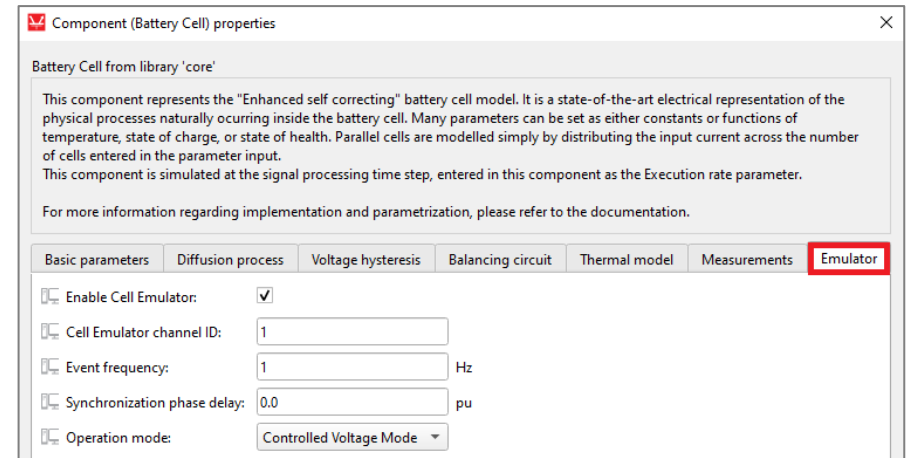 Component (Battery Cell) properties
Battery Cell from library 'core'
This component represents the "Enhanced self correcting" battery cell model. It is a state-of-the-art electrical representation of the
physical processes naturally ocurring inside the battery cell. Many parameters can be set as either constants or functions of
temperature, state of charge, or state of health. Parallel cells are modelled simply by distributing the input current across the number
of cells entered in the parameter input.
This component is simulated at the signal processing time step, entered in this component as the Execution rate parameter.
For more information regarding implementation and parametrization, please refer to the documentation.
Basic parameters Diffusion process Voltage hysteresis Balancing circuit Thermal model Measurements Emulator
Enable Cell Emulator:
Cell Emulator channel ID: 1
Event frequency: 1 Hz
Synchronization phase delay: 0.0 pu
Operation mode: Controlled Voltage Mode